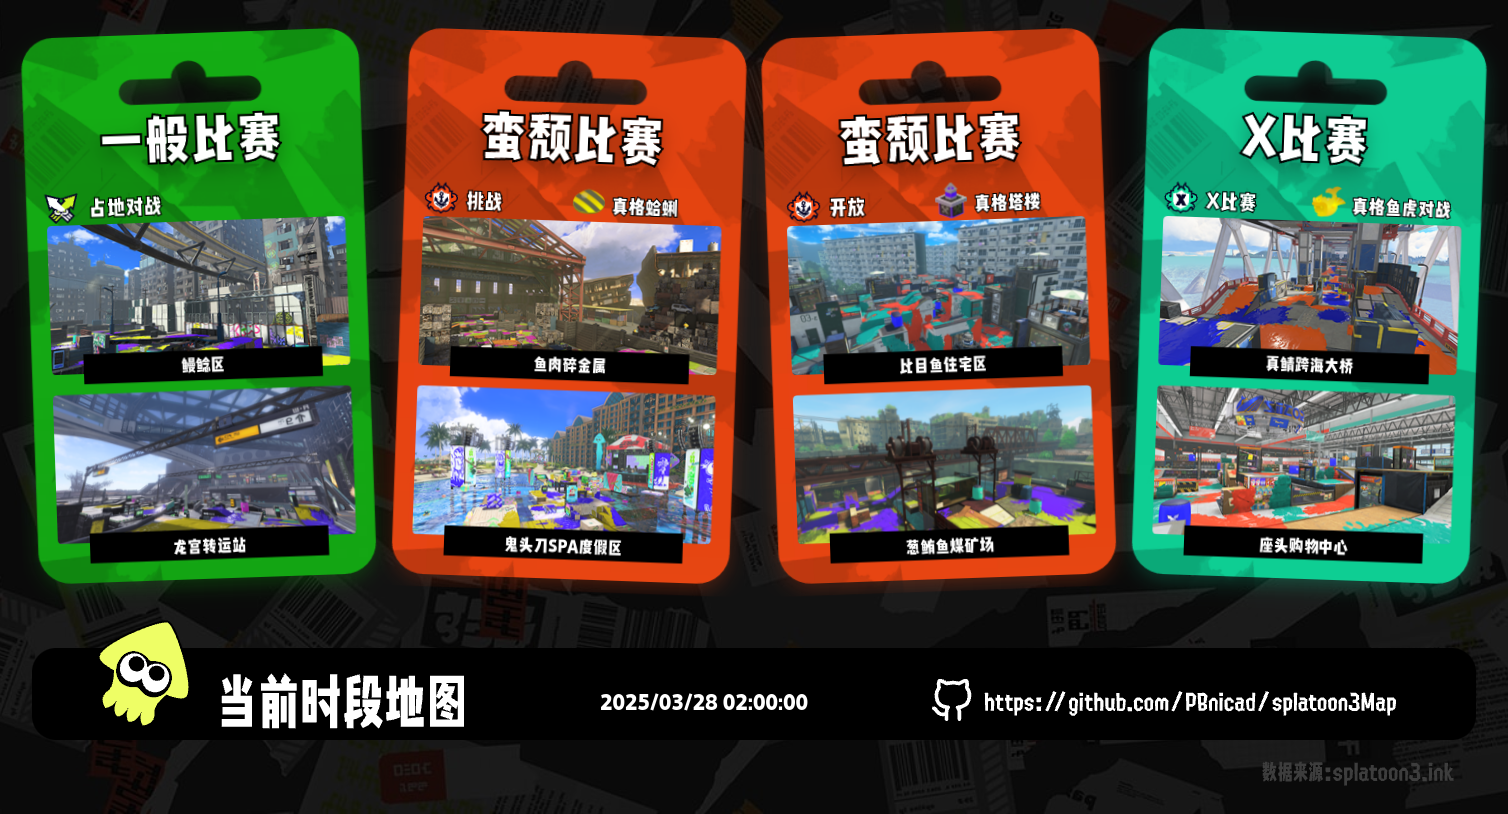 一般比赛
占地对战
鳗鲶区
龙宫转运站
蛮颓比赛
挑战
真格蛤蜊
鱼肉碎金属
鬼头刀SPA度假区
蛮颓比赛
开放
真格塔楼
比目鱼住宅区
葱鲔鱼煤矿场
X比赛
X比赛
真格鱼虎对战
真鲭跨海大桥
座头购物中心
当前时段地图
2025/03/28 02:00:00
https://github.com/PBnicad/splatoon3Map
数据来源:splatoon3.ink